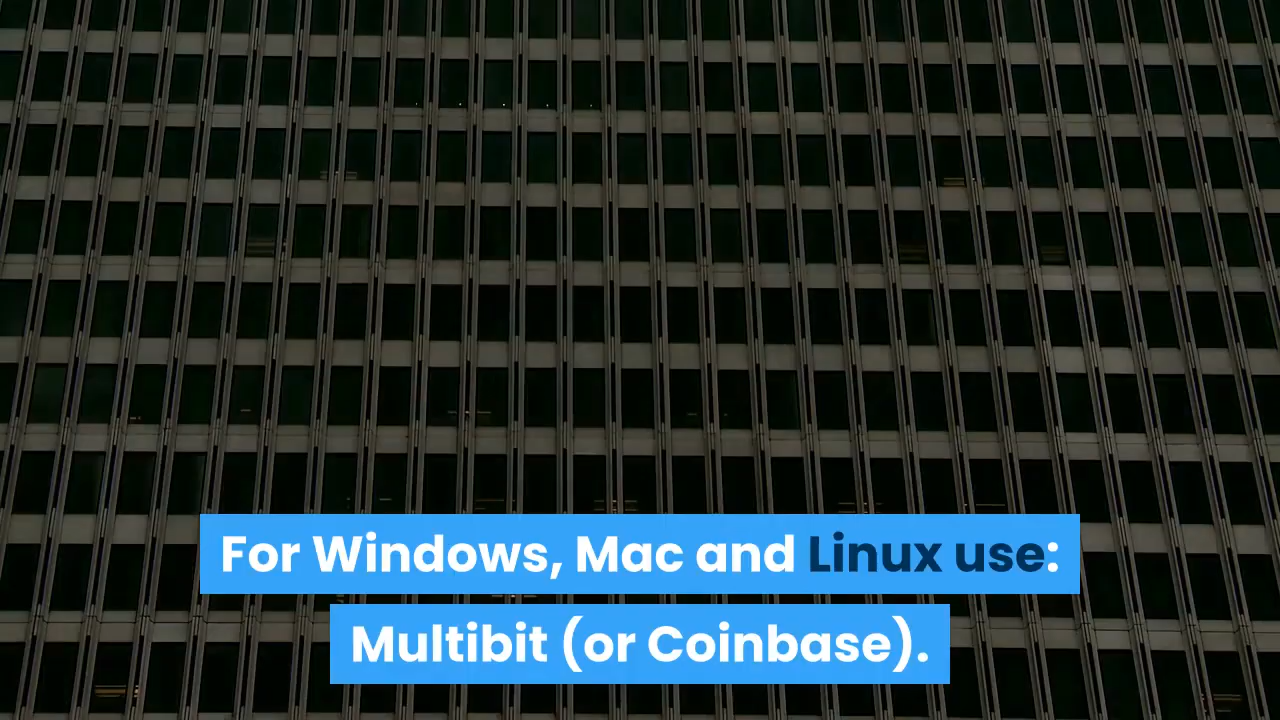 For Windows, Mac and Linux use:
Multibit (or Coinbase).